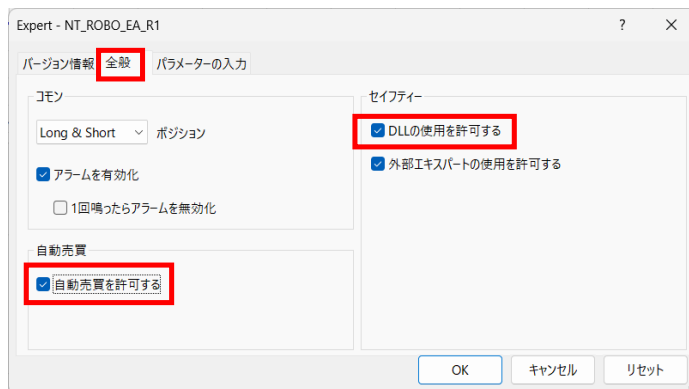 Expert - NT_ROBO_EA_R1 ? ×
バージョン情報 全般 パラメーターの入力
コモン
Long & Short ポジション
アラームを有効化
1回鳴ったらアラームを無効化
自動売買
自動売買を許可する
セイフティー
DLLの使用を許可する
外部エキスパートの使用を許可する
OK キャンセル リセット